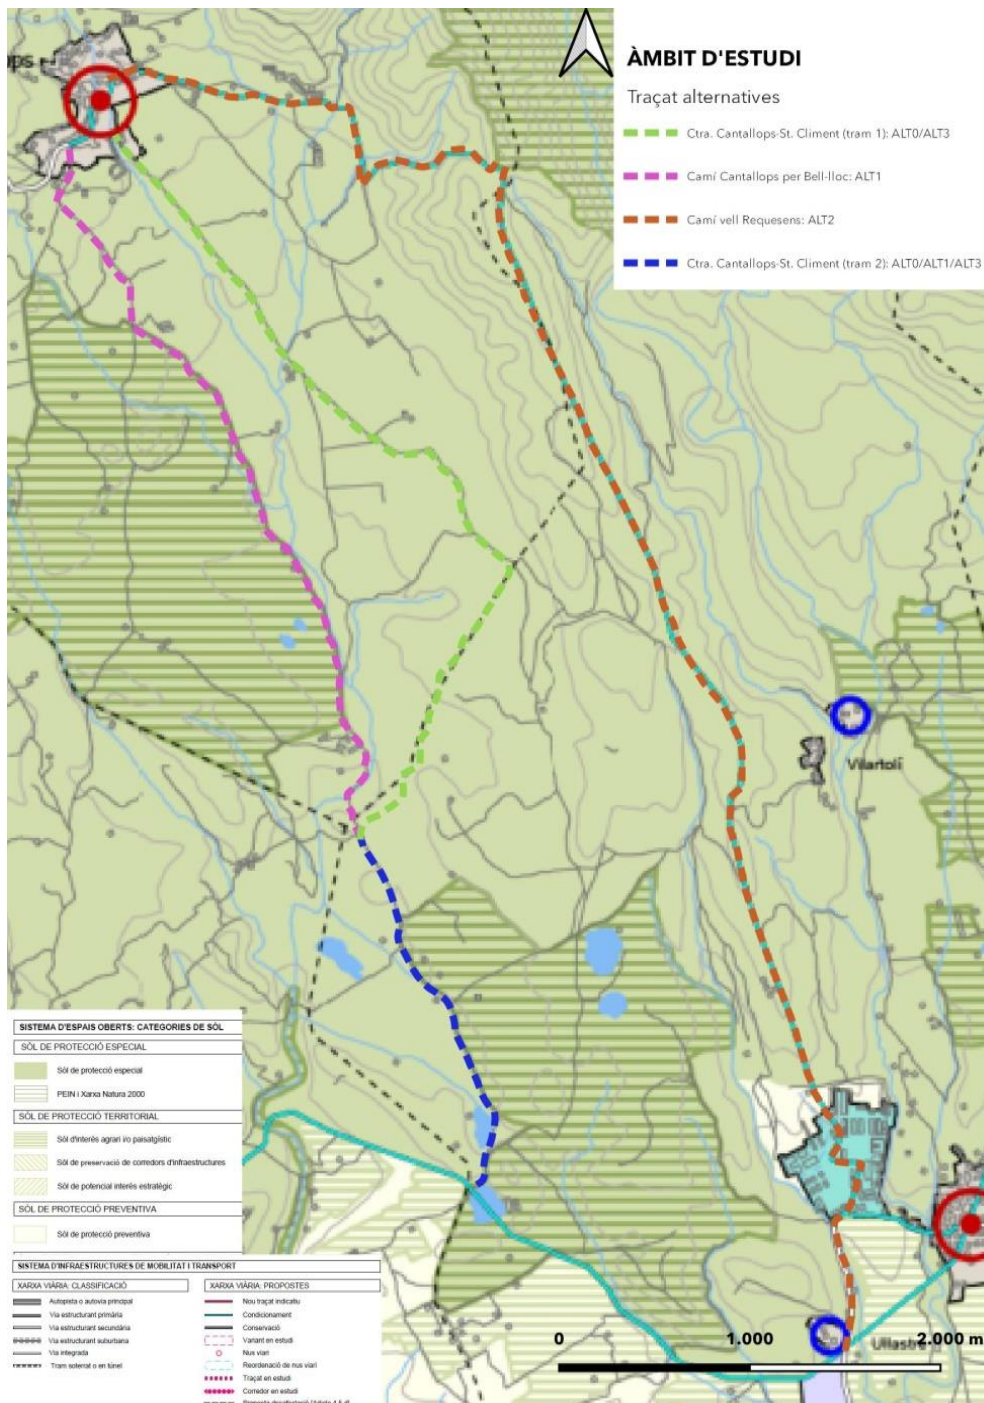 ops
ÀMBIT D'ESTUDI
Traçat alternatives
Ctra. Cantallops-St. Climent (tram 1): ALT0/ALT3
Camí Cantallops per Bell-lloc: ALT1
Camí vell Requesens: ALT2
Ctra. Cantallops-St. Climent (tram 2): ALT0/ALT1/ALT3
Vilartolí
SISTEMA D'ESPAIS OBERTS: CATEGORIES DE SÒL
SÒL DE PROTECCIÓ ESPECIAL
Sòl de protecció especial
PEIN i Xarxa Natura 2000
SÒL DE PROTECCIÓ TERRITORIAL
Sòl d'interès agrari i/o paisatgístic
Sòl de preservació de corredors d'infraestructures
Sòl de potencial interès estratègic
SÒL DE PROTECCIÓ PREVENTIVA
Sòl de protecció preventiva
SISTEMA D'INFRAESTRUCTURES DE MOBILITAT I TRANSPORT
XARXA VIÀRIA: CLASSIFICACIÓ
Autopista o autovia principal
Via estructurant primària
Via estructurant secundària
Via estructurant suburbana
Via integrada
Tram soterrat o en túnel
XARXA VIÀRIA: PROPOSTES
Nou traçat indicatiu
Condicionament
Conservació
Variant en estudi
Nus viari
Reordenació de nus viari
Traçat en estudi
Corredor en estudi
0 1.000 2.000 m
Ullast